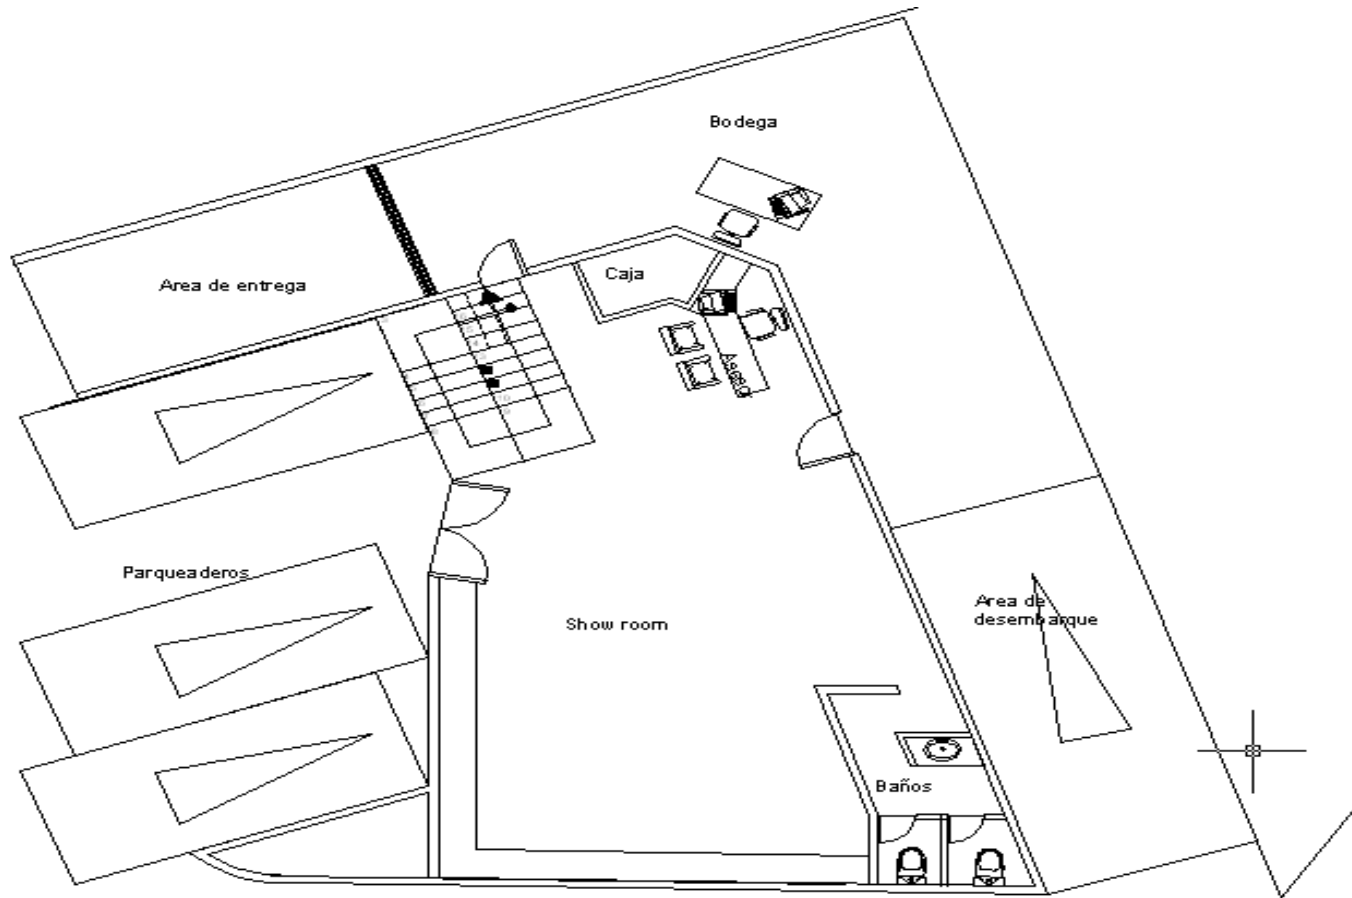 Bodega
Caja
Area de entrega
Parqueaderos
Show room
Area de
desembarque
Baños